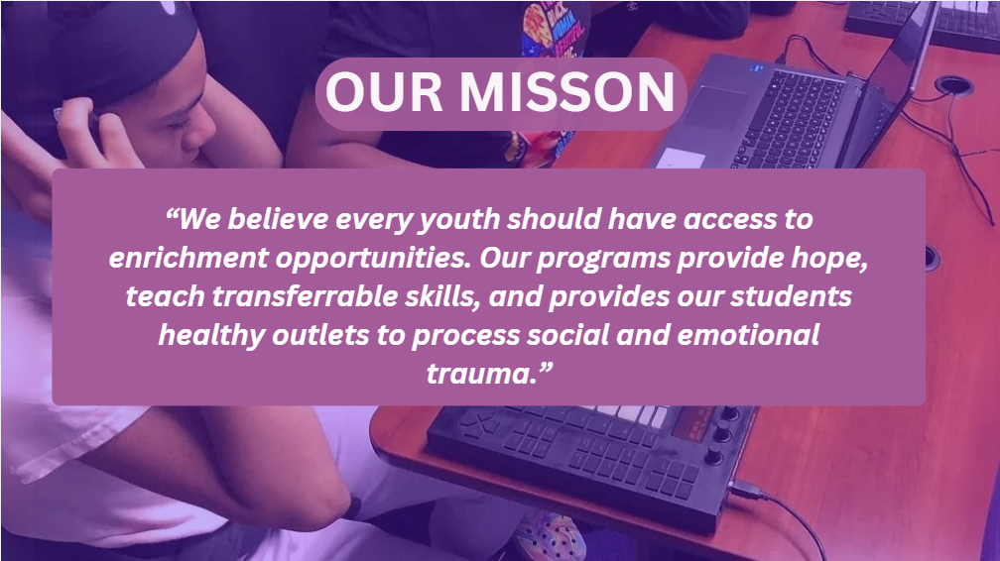 OUR MISSON
“We believe every youth should have access to
enrichment opportunities. Our programs provide hope,
teach transferrable skills, and provides our students
healthy outlets to process social and emotional
trauma.”